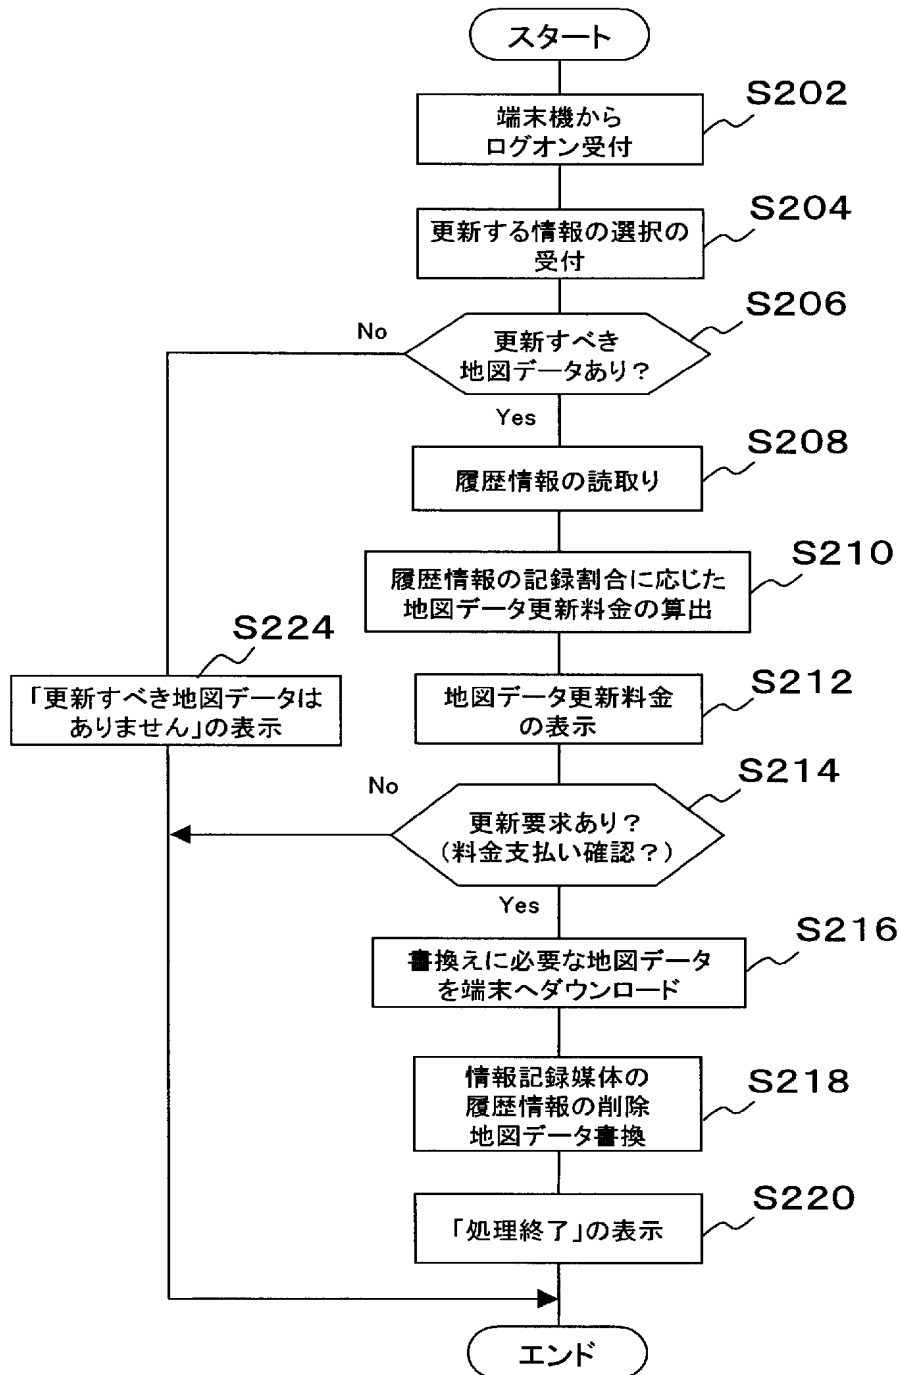 スタート
S202
端末機から
ログオン受付
S204
更新する情報の選択の
受付
S206
No
更新すべき
地図データあり？
Yes
S208
履歴情報の読取り
S210
履歴情報の記録割合に応じた
地図データ更新料金の算出
S224
「更新すべき地図データは
ありません」の表示
S212
地図データ更新料金
の表示
S214
No
更新要求あり？
（料金支払い確認？）
Yes
S216
書換えに必要な地図データ
を端末へダウンロード
S218
情報記録媒体の
履歴情報の削除
地図データ書換
S220
「処理終了」の表示
エンド